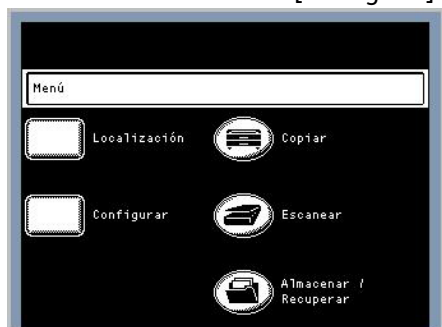 Menú
Localización
Copiar
Configurar
Escanear
Almacenar /
Recuperar